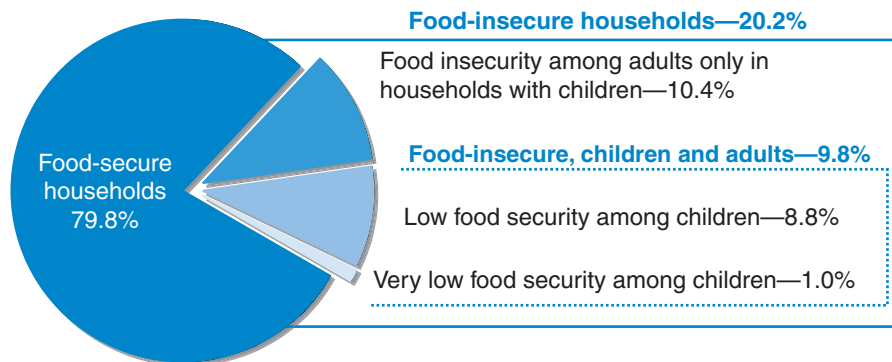 Food-insecure households—20.2%
Food insecurity among adults only in
households with children—10.4%
Food-secure
households
79.8%
Food-insecure, children and adults—9.8%
Low food security among children—8.8%
Very low food security among children—1.0%